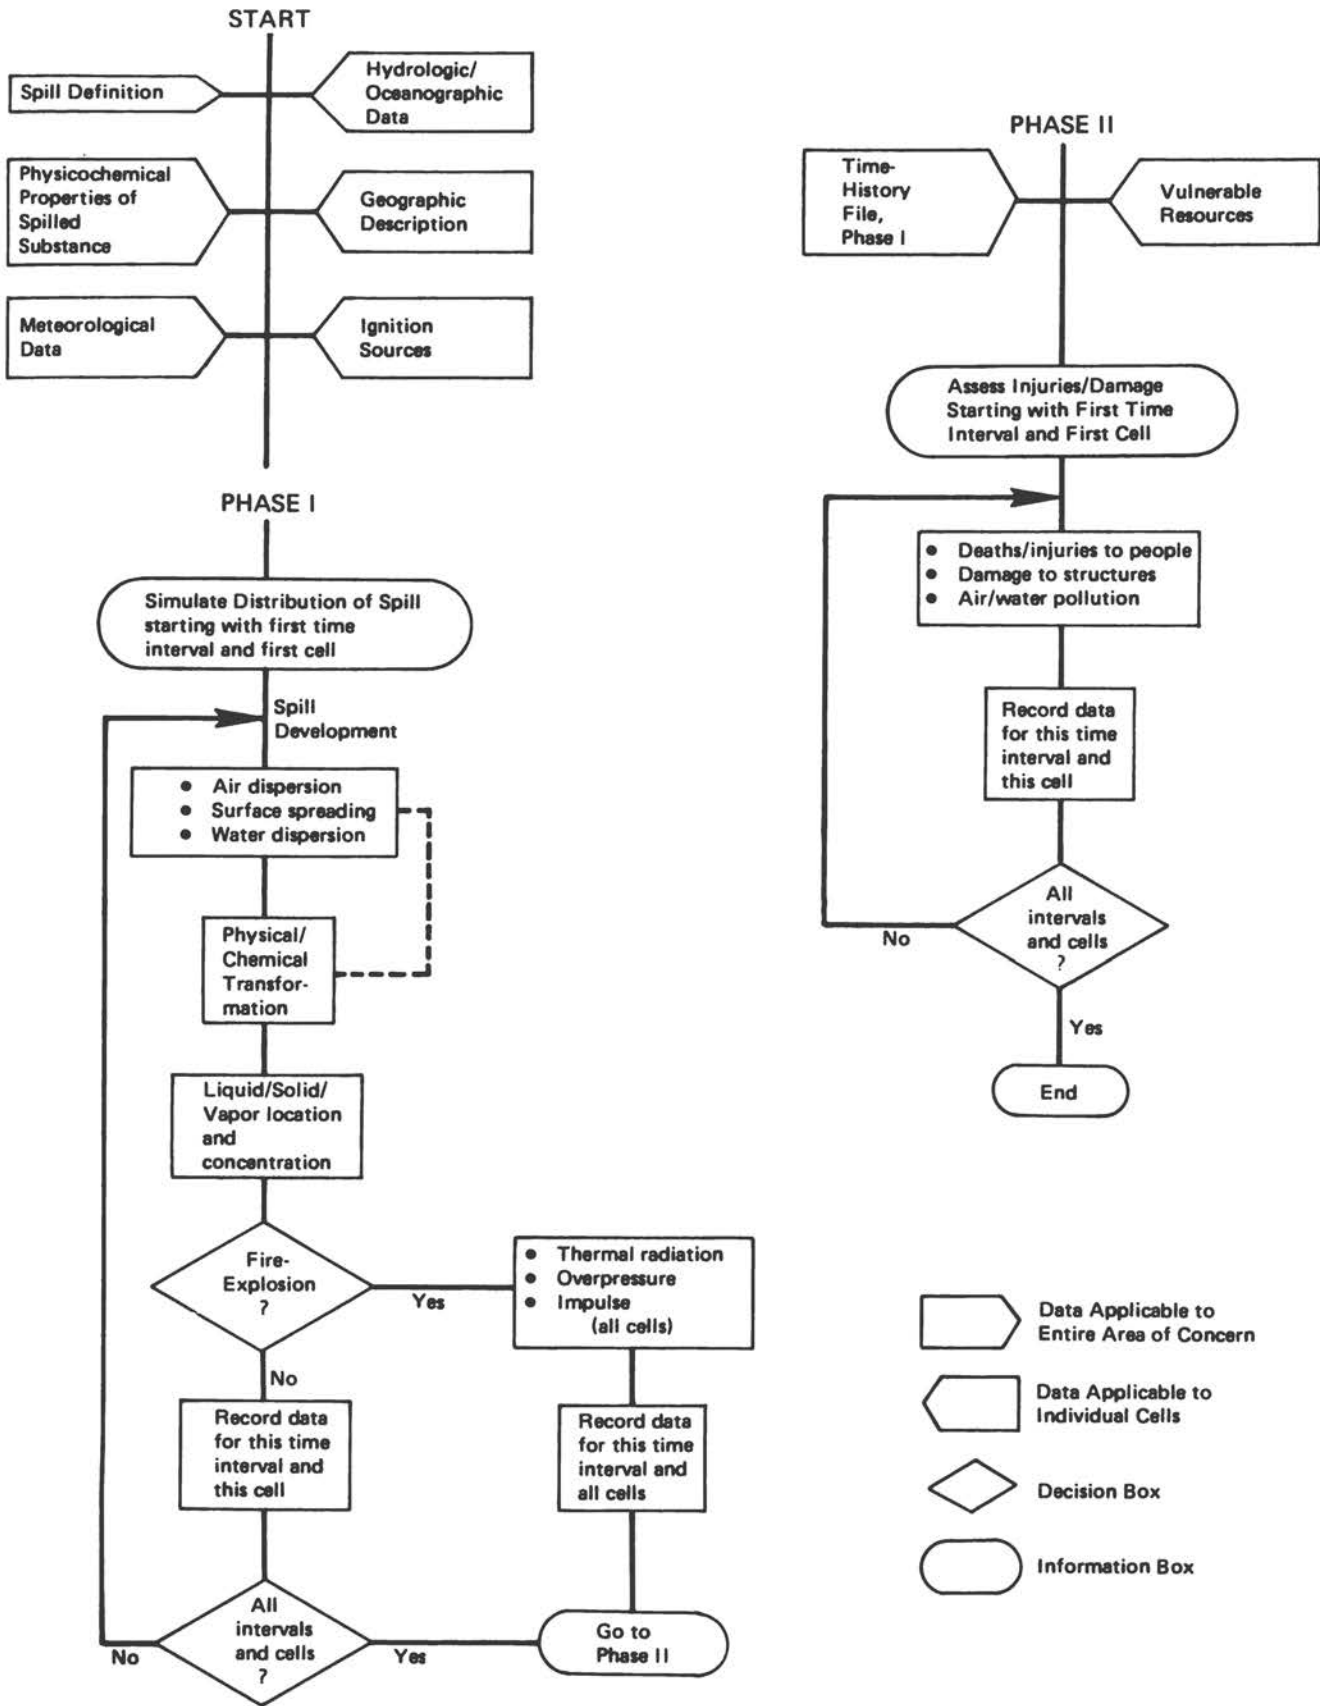 START
Spill Definition
Hydrologic/
Oceanographic
Data
Physicochemical
Properties of
Spilled
Substance
Geographic
Description
Meteorological
Data
Ignition
Sources
PHASE I
Simulate Distribution of Spill
starting with first time
interval and first cell
Spill
Development
• Air dispersion
• Surface spreading
• Water dispersion
Physical/
Chemical
Transfor-
mation
Liquid/Solid/
Vapor location
and
concentration
Fire-
Explosion
?
Yes
• Thermal radiation
• Overpressure
• Impulse
(all cells)
No
Record data
for this time
interval and
this cell
Record data
for this time
interval and
all cells
All
intervals
and cells
?
No
Yes
Go to
Phase II
PHASE II
Time-
History
File,
Phase I
Vulnerable
Resources
Assess Injuries/Damage
Starting with First Time
Interval and First Cell
• Deaths/injuries to people
• Damage to structures
• Air/water pollution
Record data
for this time
interval and
this cell
All
intervals
and cells
?
No
Yes
End
Data Applicable to
Entire Area of Concern
Data Applicable to
Individual Cells
Decision Box
Information Box